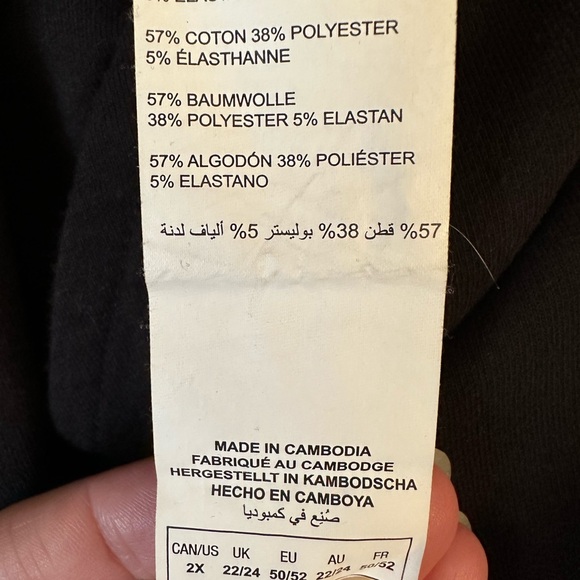 57% COTON 38% POLYESTER
5% ÉLASTHANNE
57% BAUMWOLLE
38% POLYESTER 5% ELASTAN
57% ALGODÓN 38% POLIÉSTER
5% ELASTANO
57% قطن 38% بوليستر 5% ألياف لدنة
MADE IN CAMBODIA
FABRIQUÉ AU CAMBODGE
HERGESTELLT IN KAMBODSCHA
HECHO EN CAMBOYA
صُنِع في كمبوديا
CAN/US UK EU AU FR
2X 22/24 50/52 22/24 50/52